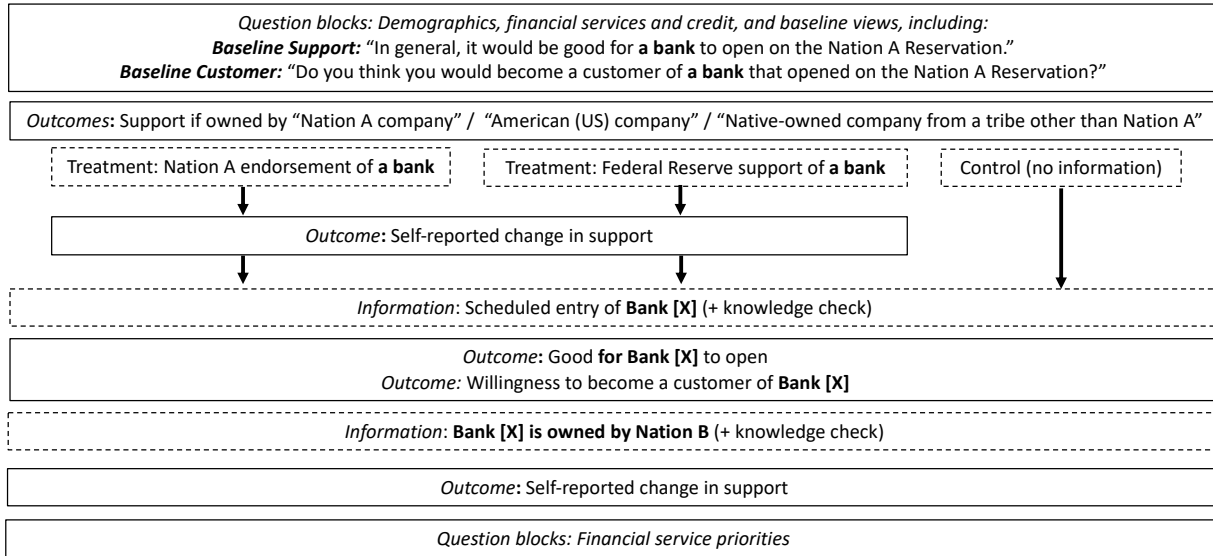 Question blocks: Demographics, financial services and credit, and baseline views, including:
Baseline Support: “In general, it would be good for a bank to open on the Nation A Reservation.”
Baseline Customer: “Do you think you would become a customer of a bank that opened on the Nation A Reservation?”
Outcomes: Support if owned by “Nation A company” / “American (US) company” / “Native-owned company from a tribe other than Nation A”
Treatment: Nation A endorsement of a bank
Treatment: Federal Reserve support of a bank
Control (no information)
Outcome: Self-reported change in support
Information: Scheduled entry of Bank [X] (+ knowledge check)
Outcome: Good for Bank [X] to open
Outcome: Willingness to become a customer of Bank [X]
Information: Bank [X] is owned by Nation B (+ knowledge check)
Outcome: Self-reported change in support
Question blocks: Financial service priorities